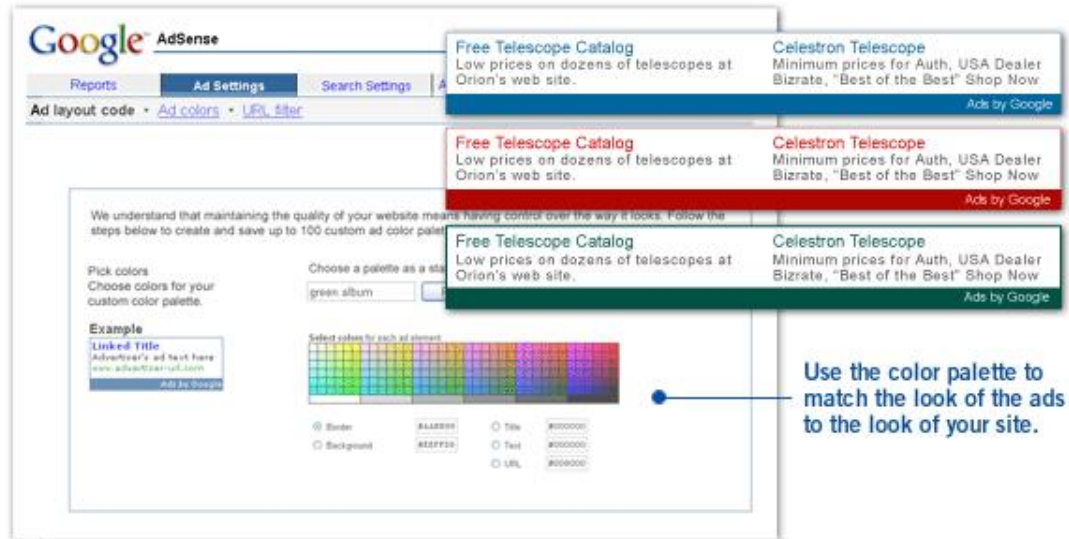 Google™ AdSense
Reports Ad Settings Search Settings A
Ad layout code • Ad colors • URL filter
Free Telescope Catalog
Low prices on dozens of telescopes at
Orion's web site.
Celestron Telescope
Minimum prices for Auth, USA Dealer
Bizrate, "Best of the Best" Shop Now
Ads by Google
Free Telescope Catalog
Low prices on dozens of telescopes at
Orion's web site.
Celestron Telescope
Minimum prices for Auth, USA Dealer
Bizrate, "Best of the Best" Shop Now
Ads by Google
Free Telescope Catalog
Low prices on dozens of telescopes at
Orion's web site.
Celestron Telescope
Minimum prices for Auth, USA Dealer
Bizrate, "Best of the Best" Shop Now
Ads by Google
We understand that maintaining the quality of your website means having control over the way it looks. Follow the
steps below to create and save up to 100 custom ad color palet
Pick colors
Choose colors for your
custom color palette.
Example
Linked Title
Advertiser's ad text here
www.advertiser-url.com
Ads by Google
Choose a palette as a sta
green album
Select colors for each ad element
Border
Background
Title #000000
Text #000000
URL
Use the color palette to
match the look of the ads
to the look of your site.